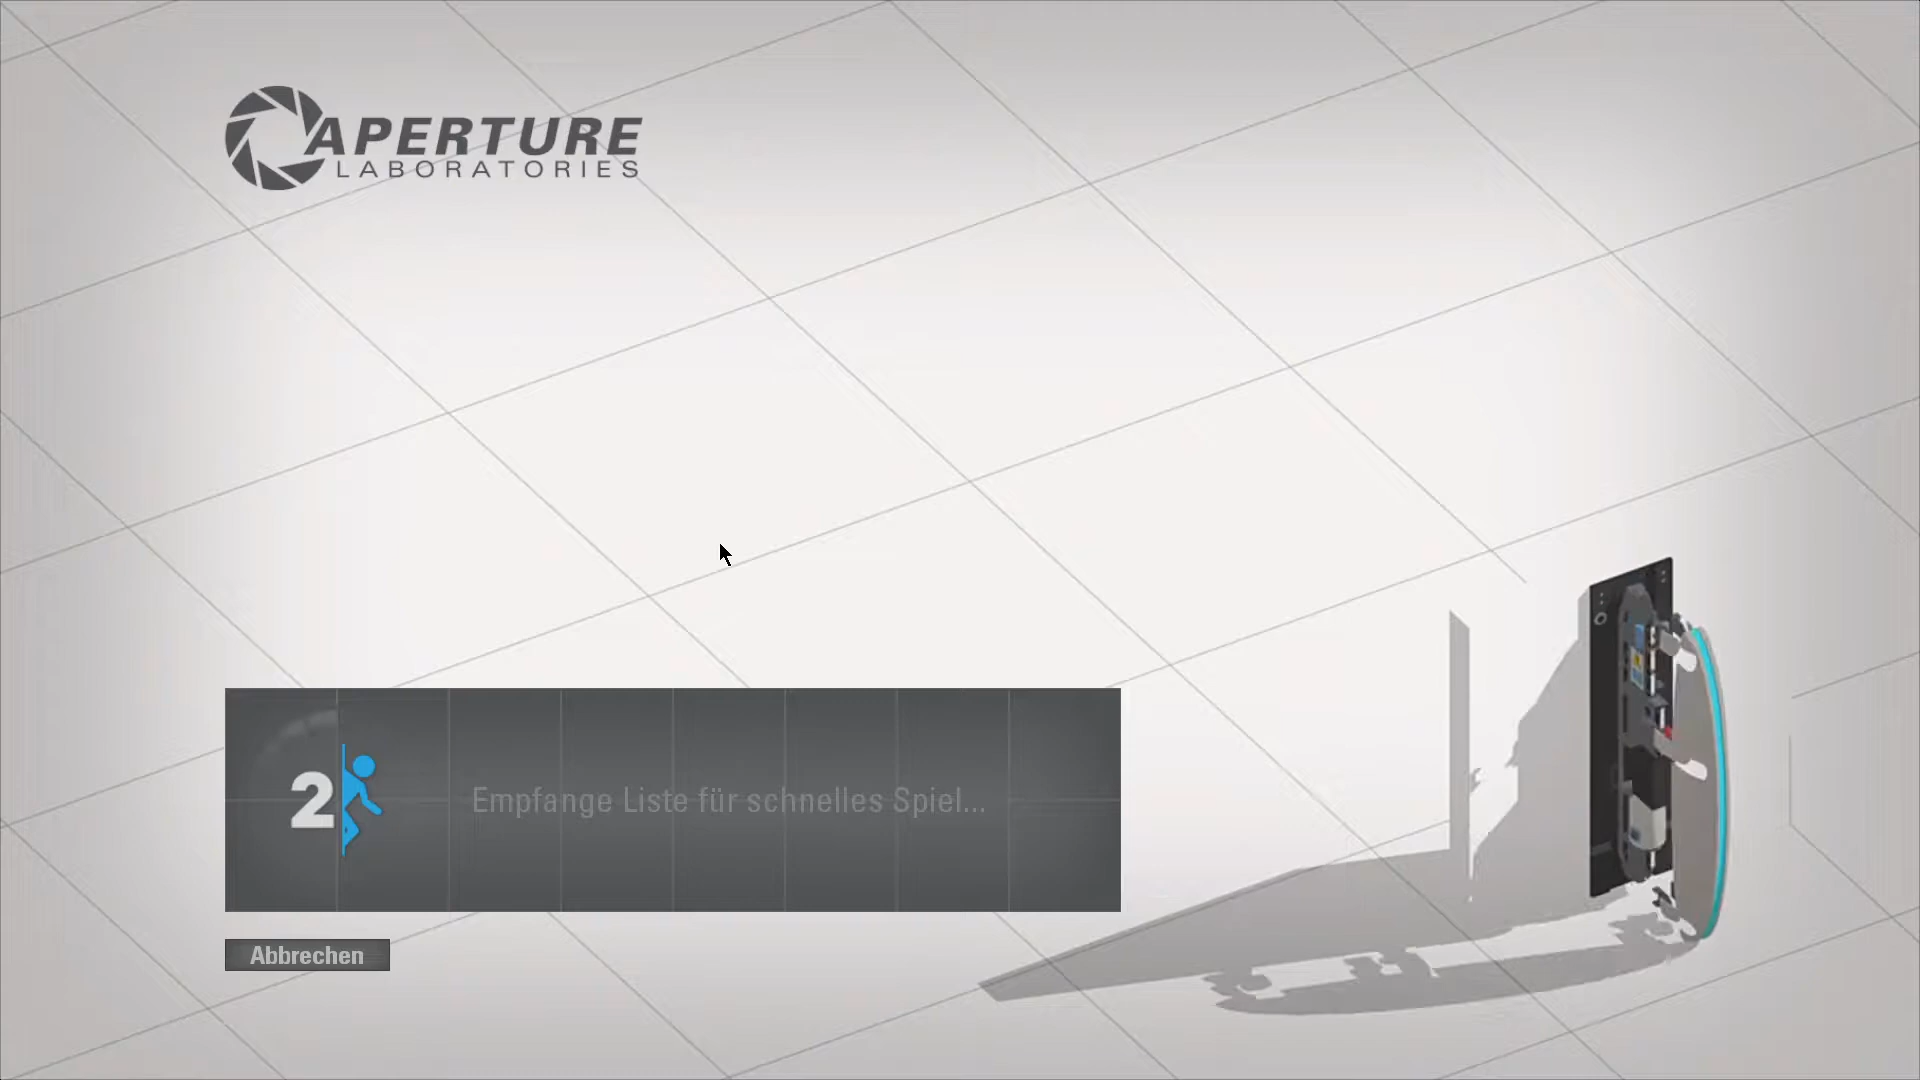 APERTURE
LABORATORIES
2
Empfange Liste für schnelles Spiel...
Abbrechen